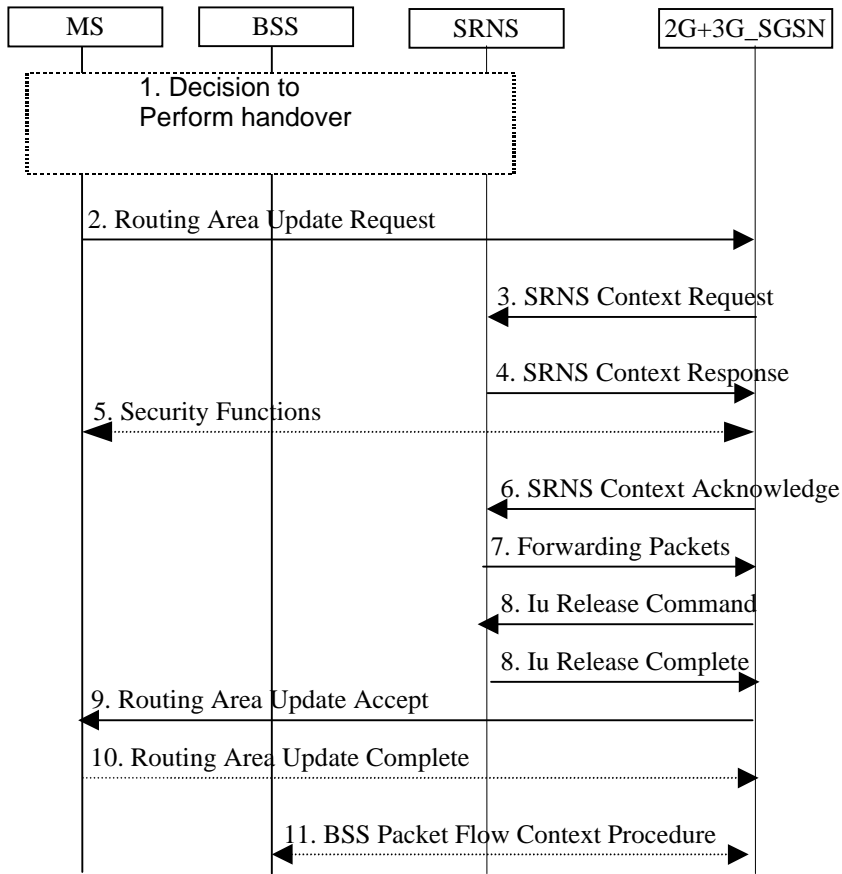 MS
BSS
SRNS
2G+3G_SGSN
1. Decision to
Perform handover
2. Routing Area Update Request
3. SRNS Context Request
4. SRNS Context Response
5. Security Functions
6. SRNS Context Acknowledge
7. Forwarding Packets
8. Iu Release Command
8. Iu Release Complete
9. Routing Area Update Accept
10. Routing Area Update Complete
11. BSS Packet Flow Context Procedure